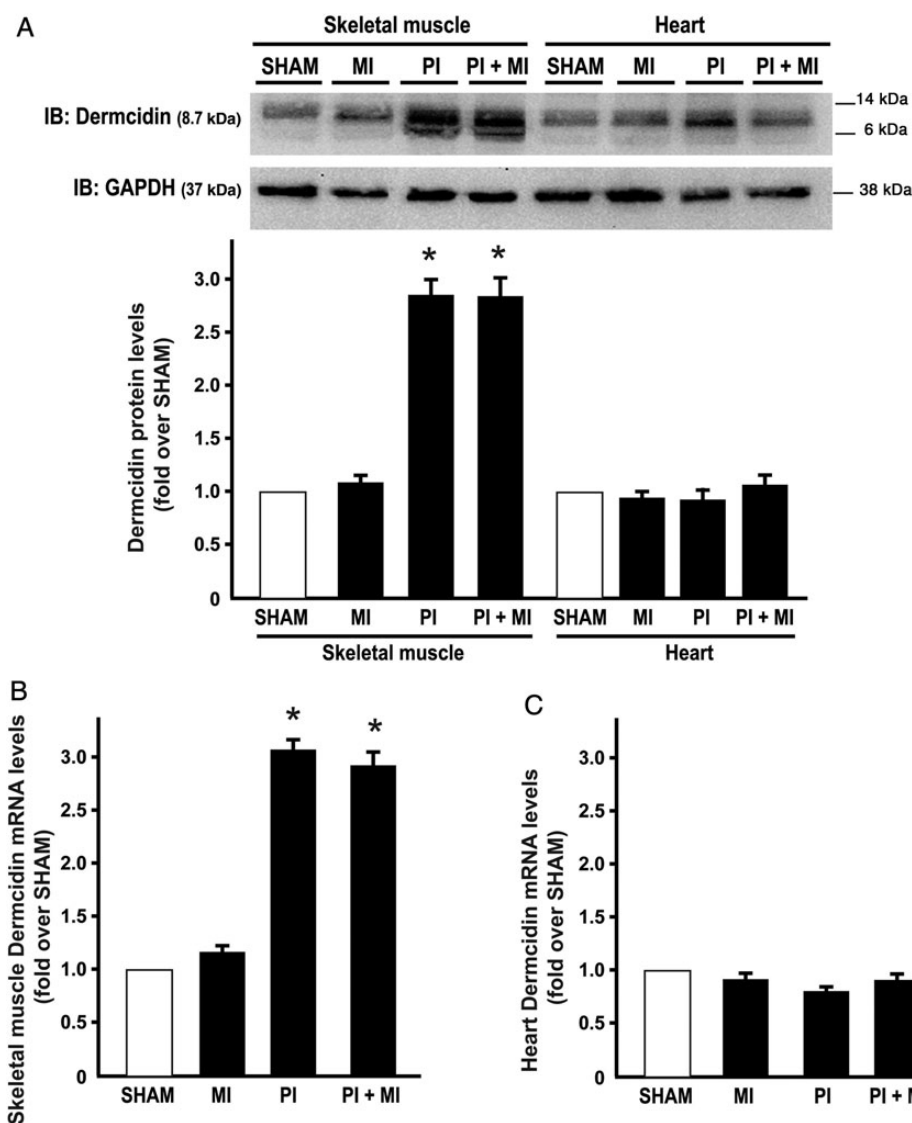 A
Skeletal muscle Heart
SHAM MI PI PI + MI SHAM MI PI PI + MI
14 kDa
IB: Dermcidin (8.7 kDa)
6 kDa
IB: GAPDH (37 kDa) 38 kDa
Dermcidin protein levels
(fold over SHAM)
* *
3.0
2.5
2.0
1.5
1.0
0.5
0
SHAM MI PI PI + MI SHAM MI PI PI + MI
Skeletal muscle Heart
B
Skeletal muscle Dermcidin mRNA levels
(fold over SHAM)
* *
3.0
2.5
2.0
1.5
1.0
0.5
0
SHAM MI PI PI + MI
C
Heart Dermcidin mRNA levels
(fold over SHAM)
3.0
2.5
2.0
1.5
1.0
0.5
0
SHAM MI PI PI + M